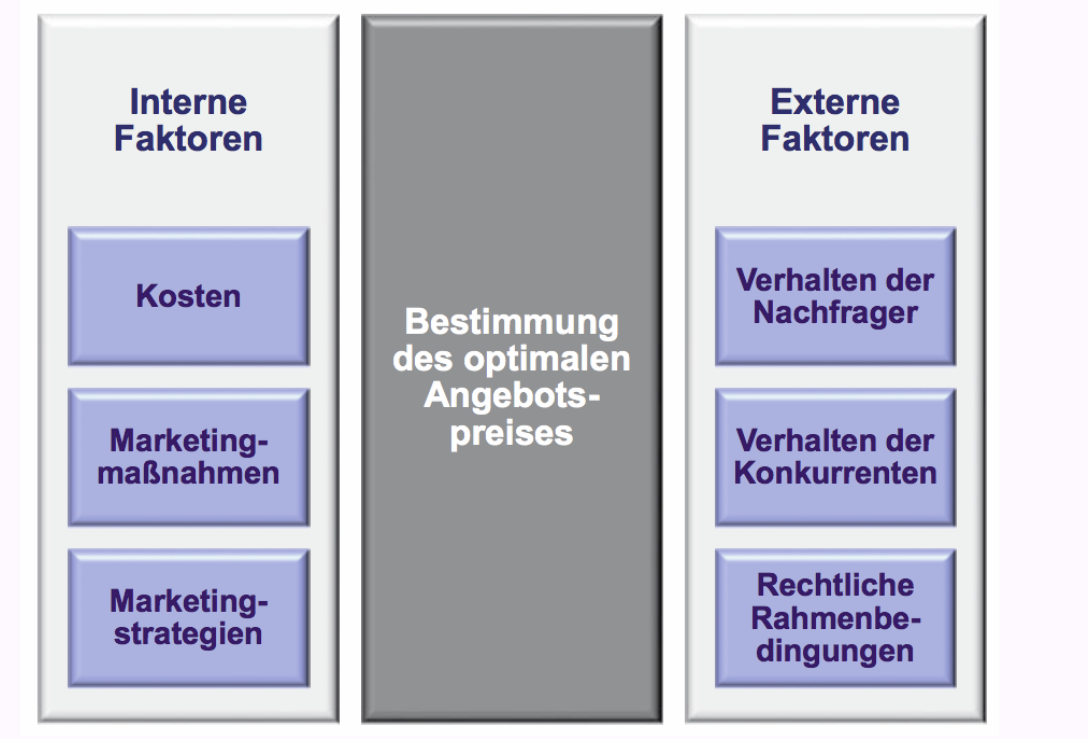 Interne
Faktoren
Kosten
Marketing-
maßnahmen
Marketing-
strategien
Bestimmung
des optimalen
Angebots-
preises
Externe
Faktoren
Verhalten der
Nachfrager
Verhalten der
Konkurrenten
Rechtliche
Rahmenbe-
dingungen